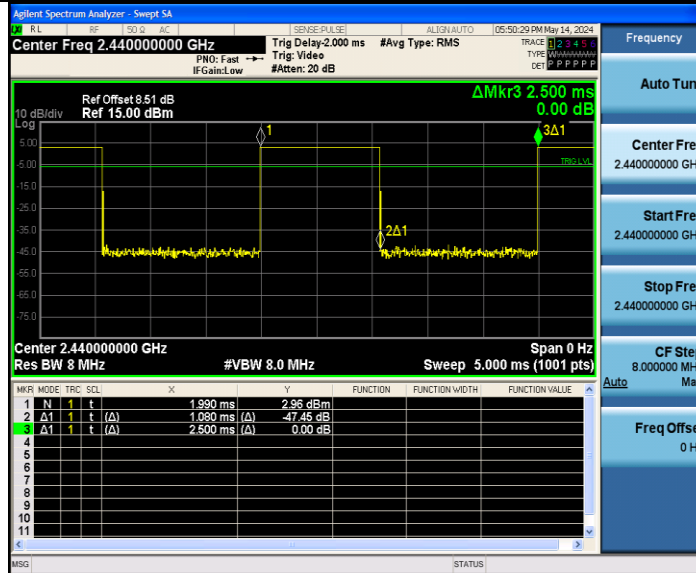 Agilent Spectrum Analyzer - Swept SA
RL RF 50 Ω AC SENSE:PULSE ALIGN AUTO 05:50:29 PM May 14, 2024
Center Freq 2.440000000 GHz Trig Delay-2.000 ms #Avg Type: RMS TRACE 1 2 3 4 5 6
PNO: Fast Trig: Video TYPE WWWWWW
IFGain:Low #Atten: 20 dB DET P P P P P P
ΔMkr3 2.500 ms
0.00 dB
Ref Offset 8.51 dB
10 dB/div Ref 15.00 dBm
Log
1
3Δ1
5.00
TRIG LVL
-5.00
-15.0
-25.0
-35.0
2Δ1
-45.0
-55.0
-65.0
-75.0
Center 2.440000000 GHz Span 0 Hz
Res BW 8 MHz #VBW 8.0 MHz Sweep 5.000 ms (1001 pts)
MKR MODE TRC SCL X Y FUNCTION FUNCTION WIDTH FUNCTION VALUE
1 N 1 t 1.990 ms 2.96 dBm
2 Δ1 1 t (Δ) 1.080 ms (Δ) -47.45 dB
3 Δ1 1 t (Δ) 2.500 ms (Δ) 0.00 dB
4
5
6
7
8
9
10
11
MSG STATUS
Frequency
Auto Tun
Center Fre
2.440000000 GH
Start Fre
2.440000000 GH
Stop Fre
2.440000000 GH
CF Ste
8.000000 MH
Auto Ma
Freq Offse
0 H